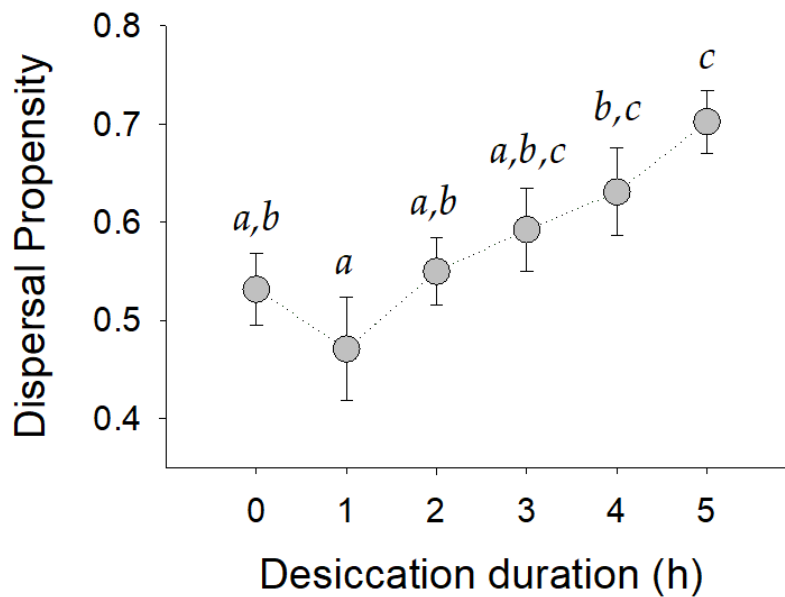 0.8
0.7
0.6
0.5
0.4
Dispersal Propensity
a,b
a
a,b
a,b,c
b,c
c
0 1 2 3 4 5
Desiccation duration (h)